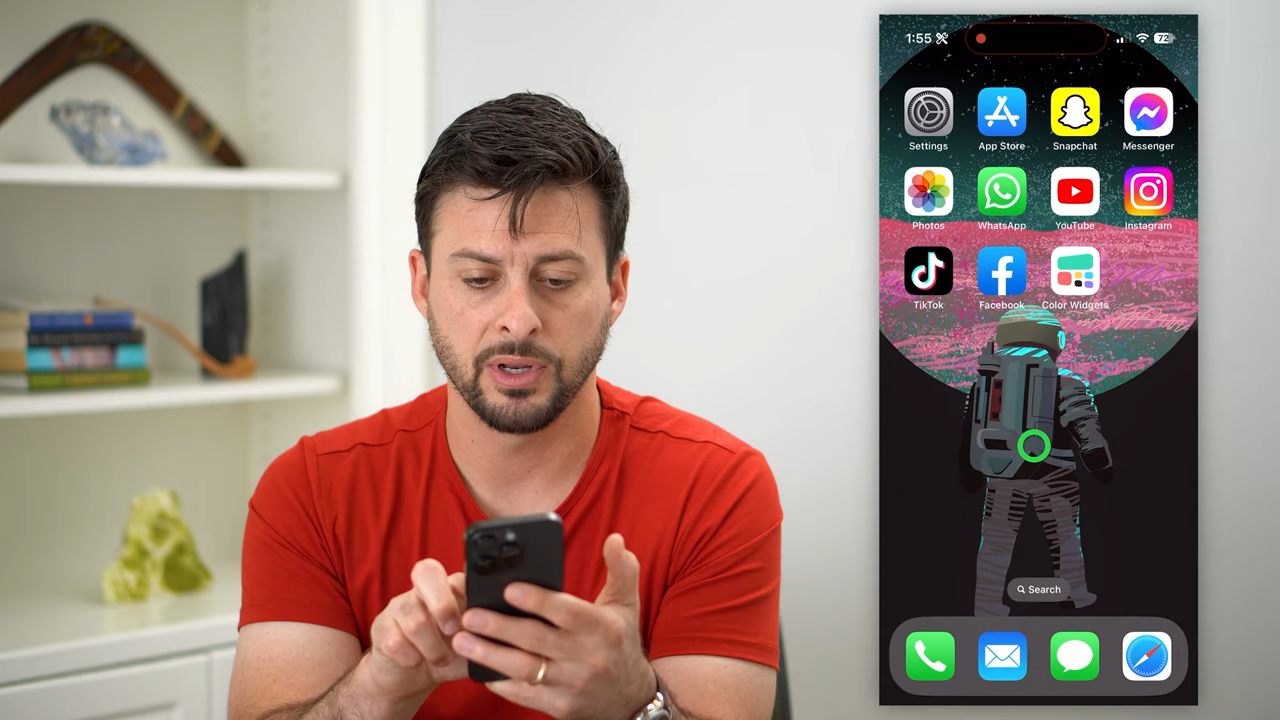 1:55 72
Settings App Store Snapchat Messenger
Photos WhatsApp YouTube Instagram
TikTok Facebook Color Widgets
Search